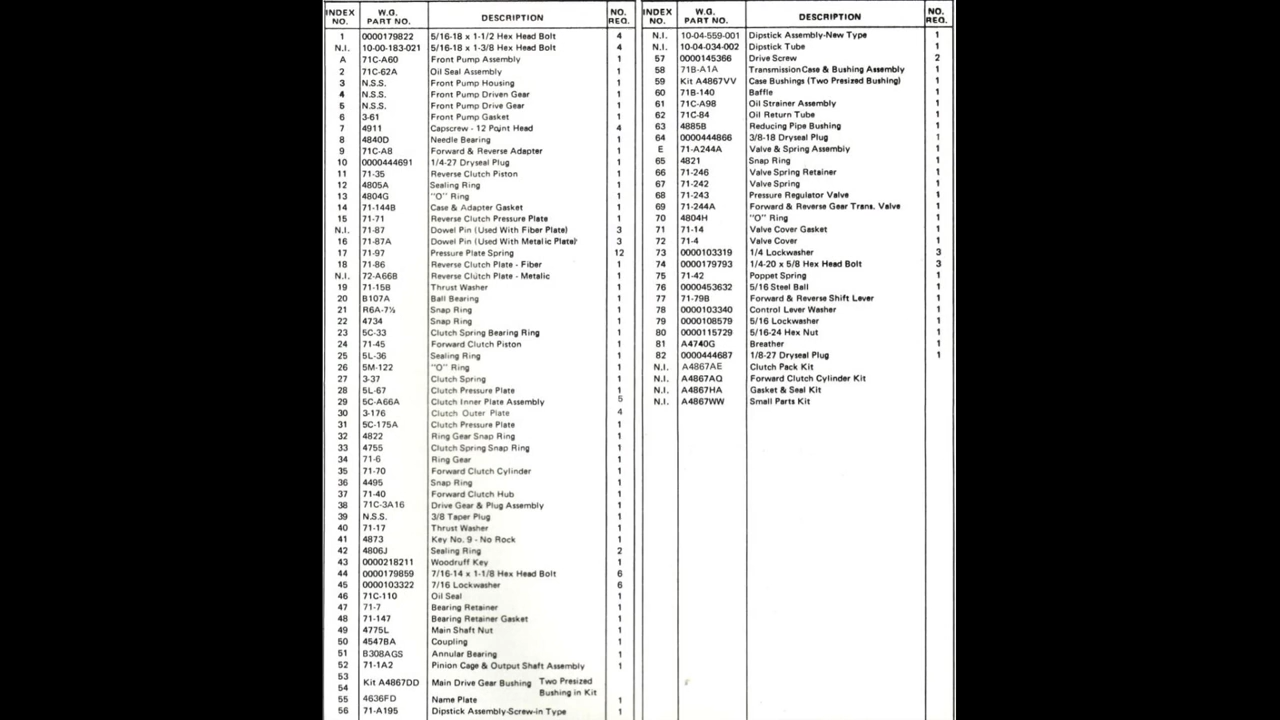 INDEX NO. W.G. PART NO. DESCRIPTION NO. REQ.
1 0000179822 5/16-18 x 1-1/2 Hex Head Bolt 4
N.I. 10-00-183-021 5/16-18 x 1-3/8 Hex Head Bolt 4
A 71C-A60 Front Pump Assembly 1
2 71C-62A Oil Seal Assembly 1
3 N.S.S. Front Pump Housing 1
4 N.S.S. Front Pump Driven Gear 1
5 N.S.S. Front Pump Drive Gear 1
6 3-61 Front Pump Gasket 1
7 4911 Capscrew - 12 Point Head 4
8 4840D Needle Bearing 1
9 71C-A8 Forward & Reverse Adapter 1
10 0000444691 1/4-27 Dryseal Plug 1
11 71-35 Reverse Clutch Piston 1
12 4805A Sealing Ring 1
13 4804G "O" Ring 1
14 71-144B Case & Adapter Gasket 1
15 71-71 Reverse Clutch Pressure Plate 1
N.I. 71-87 Dowel Pin (Used With Fiber Plate) 3
16 71-87A Dowel Pin (Used With Metalic Plate) 3
17 71-97 Pressure Plate Spring 12
18 71-86 Reverse Clutch Plate - Fiber 1
N.I. 72-A66B Reverse Clutch Plate - Metalic 1
19 71-15B Thrust Washer 1
20 B107A Ball Bearing 1
21 R6A-7½ Snap Ring 1
22 4734 Snap Ring 1
23 5C-33 Clutch Spring Bearing Ring 1
24 71-45 Forward Clutch Piston 1
25 5L-36 Sealing Ring 1
26 5M-122 "O" Ring 1
27 3-37 Clutch Spring 1
28 5L-67 Clutch Pressure Plate 1
29 5C-A66A Clutch Inner Plate Assembly 5
30 3-176 Clutch Outer Plate 4
31 5C-175A Clutch Pressure Plate 1
32 4822 Ring Gear Snap Ring 1
33 4755 Clutch Spring Snap Ring 1
34 71-6 Ring Gear 1
35 71-70 Forward Clutch Cylinder 1
36 4495 Snap Ring 1
37 71-40 Forward Clutch Hub 1
38 71C-3A16 Drive Gear & Plug Assembly 1
39 N.S.S. 3/8 Taper Plug 1
40 71-17 Thrust Washer 1
41 4873 Key No. 9 - No Rock 1
42 4806J Sealing Ring 2
43 0000218211 Woodruff Key 1
44 0000179859 7/16-14 x 1-1/8 Hex Head Bolt 6
45 0000103322 7/16 Lockwasher 6
46 71C-110 Oil Seal 1
47 71-7 Bearing Retainer 1
48 71-147 Bearing Retainer Gasket 1
49 4775L Main Shaft Nut 1
50 4547BA Coupling 1
51 B308AGS Annular Bearing 1
52 71-1A2 Pinion Cage & Output Shaft Assembly 1
53
54 Kit A4867DD Main Drive Gear Bushing Two Presized Bushing in Kit
55 4636FD Name Plate 1
56 71-A195 Dipstick Assembly-Screw-in Type 1
INDEX NO. W.G. PART NO. DESCRIPTION NO. REQ.
N.I. 10-04-559-001 Dipstick Assembly-New Type 1
N.I. 10-04-034-002 Dipstick Tube 1
57 0000145366 Drive Screw 2
58 71B-A1A Transmission Case & Bushing Assembly 1
59 Kit A4867VV Case Bushings (Two Presized Bushing) 1
60 71B-140 Baffle 1
61 71C-A98 Oil Strainer Assembly 1
62 71C-84 Oil Return Tube 1
63 4885B Reducing Pipe Bushing 1
64 0000444866 3/8-18 Dryseal Plug 1
E 71-A244A Valve & Spring Assembly 1
65 4821 Snap Ring 1
66 71-246 Valve Spring Retainer 1
67 71-242 Valve Spring 1
68 71-243 Pressure Regulator Valve 1
69 71-244A Forward & Reverse Gear Trans. Valve 1
70 4804H "O" Ring 1
71 71-14 Valve Cover Gasket 1
72 71-4 Valve Cover 1
73 0000103319 1/4 Lockwasher 3
74 0000179793 1/4-20 x 5/8 Hex Head Bolt 3
75 71-42 Poppet Spring 1
76 0000453632 5/16 Steel Ball 1
77 71-79B Forward & Reverse Shift Lever 1
78 0000103340 Control Lever Washer 1
79 0000108579 5/16 Lockwasher 1
80 0000115729 5/16-24 Hex Nut 1
81 A4740G Breather 1
82 0000444687 1/8-27 Dryseal Plug 1
N.I. A4867AE Clutch Pack Kit
N.I. A4867AQ Forward Clutch Cylinder Kit
N.I. A4867HA Gasket & Seal Kit
N.I. A4867WW Small Parts Kit